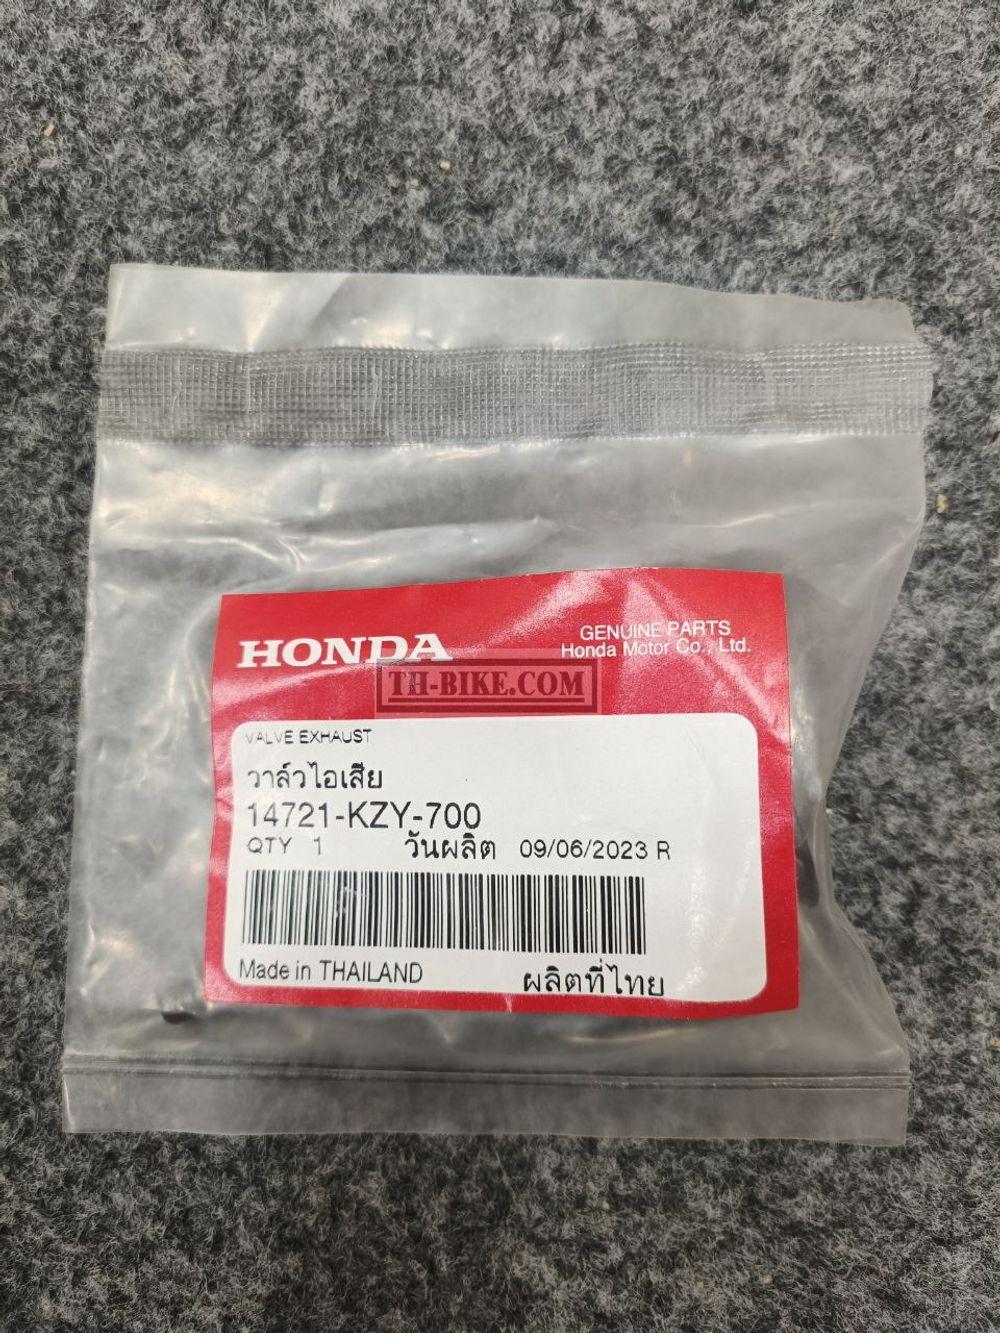 HONDA
GENUINE PARTS
Honda Motor Co., Ltd.
TH-BIKE.COM
VALVE EXHAUST
วาล์วไอเสีย
14721-KZY-700
QTY 1 วันผลิต 09/06/2023 R
Made in THAILAND ผลิตที่ไทย